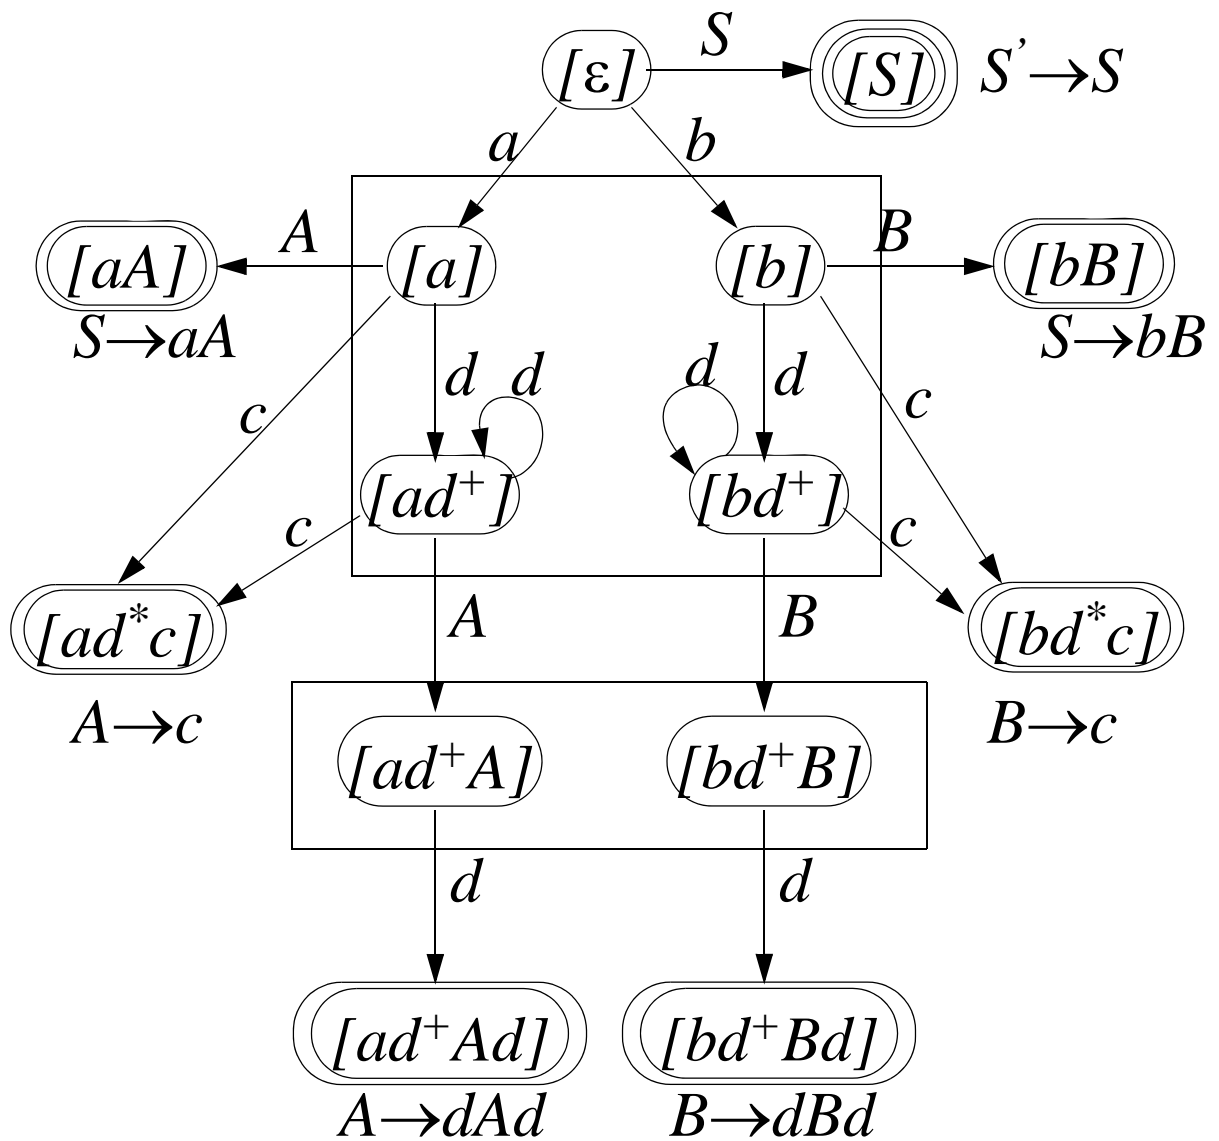 S
[ε] [S] S’→S
a b
A B
[aA] [a] [b] [bB]
S→aA S→bB
d d d d
c c
[ad⁺] [bd⁺]
c c
A B
[ad*c] [bd*c]
A→c B→c
[ad⁺A] [bd⁺B]
d d
[ad⁺Ad] [bd⁺Bd]
A→dAd B→dBd